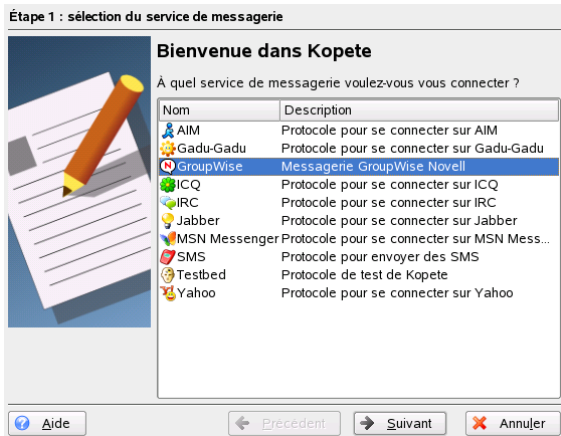 Étape 1 : sélection du service de messagerie
Bienvenue dans Kopete
À quel service de messagerie voulez-vous vous connecter ?
Nom Description
AIM Protocole pour se connecter sur AIM
Gadu-Gadu Protocole pour se connecter sur Gadu-Gadu
GroupWise Messagerie GroupWise Novell
ICQ Protocole pour se connecter sur ICQ
IRC Protocole pour se connecter sur IRC
Jabber Protocole pour se connecter sur Jabber
MSN Messenger Protocole pour se connecter sur MSN Mess...
SMS Protocole pour envoyer des SMS
Testbed Protocole de test de Kopete
Yahoo Protocole pour se connecter sur Yahoo
Aide Précédent Suivant Annuler